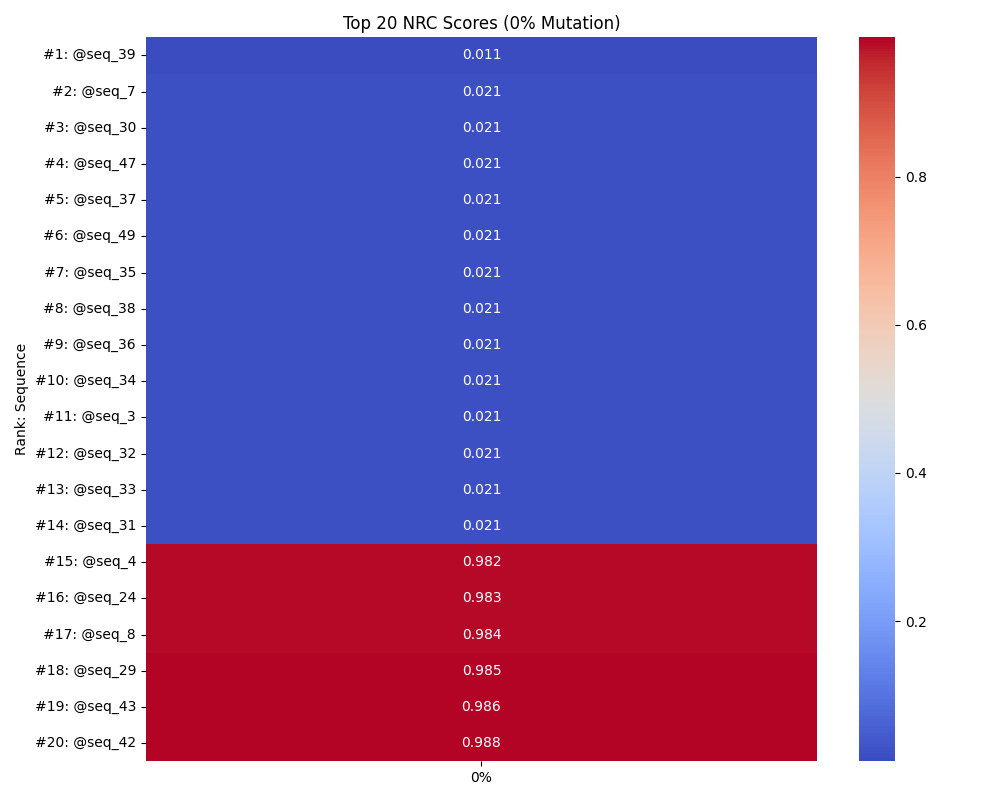 Top 20 NRC Scores (0% Mutation)
Rank: Sequence
#1: @seq_39 0.011
#2: @seq_7 0.021
#3: @seq_30 0.021
#4: @seq_47 0.021
#5: @seq_37 0.021
#6: @seq_49 0.021
#7: @seq_35 0.021
#8: @seq_38 0.021
#9: @seq_36 0.021
#10: @seq_34 0.021
#11: @seq_3 0.021
#12: @seq_32 0.021
#13: @seq_33 0.021
#14: @seq_31 0.021
#15: @seq_4 0.982
#16: @seq_24 0.983
#17: @seq_8 0.984
#18: @seq_29 0.985
#19: @seq_43 0.986
#20: @seq_42 0.988
0%
0.8
0.6
0.4
0.2